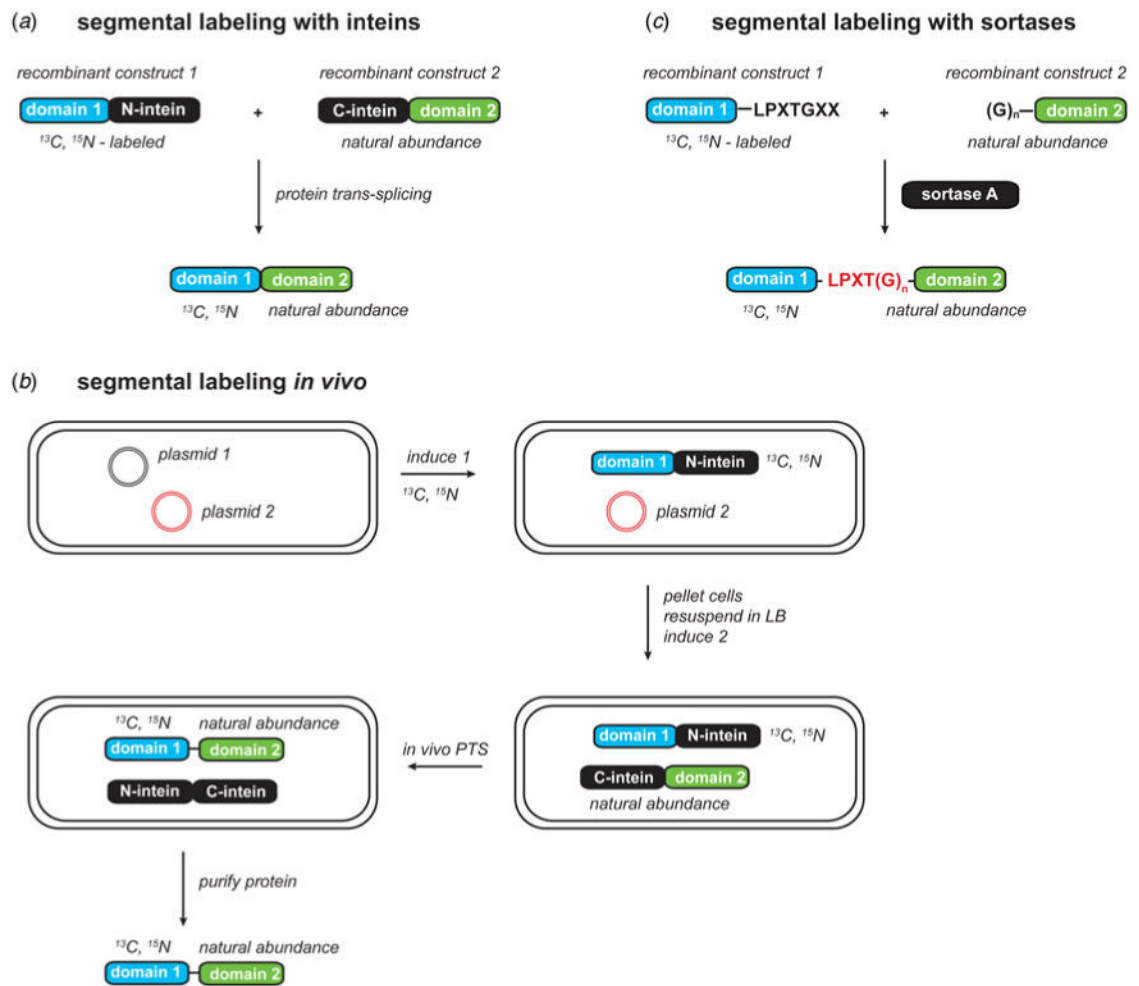 (a) segmental labeling with inteins
recombinant construct 1
recombinant construct 2
domain 1 N-intein
+
C-intein domain 2
¹³C, ¹⁵N - labeled
natural abundance
protein trans-splicing
domain 1 domain 2
¹³C, ¹⁵N
natural abundance
(c) segmental labeling with sortases
recombinant construct 1
recombinant construct 2
domain 1 –LPXTGXX
+
(G)ₙ– domain 2
¹³C, ¹⁵N - labeled
natural abundance
sortase A
domain 1 - LPXT(G)ₙ- domain 2
¹³C, ¹⁵N
natural abundance
(b) segmental labeling in vivo
plasmid 1
plasmid 2
induce 1
¹³C, ¹⁵N
domain 1 N-intein ¹³C, ¹⁵N
plasmid 2
pellet cells
resuspend in LB
induce 2
domain 1 N-intein ¹³C, ¹⁵N
C-intein domain 2
natural abundance
in vivo PTS
¹³C, ¹⁵N natural abundance
domain 1 domain 2
N-intein C-intein
purify protein
¹³C, ¹⁵N natural abundance
domain 1 domain 2